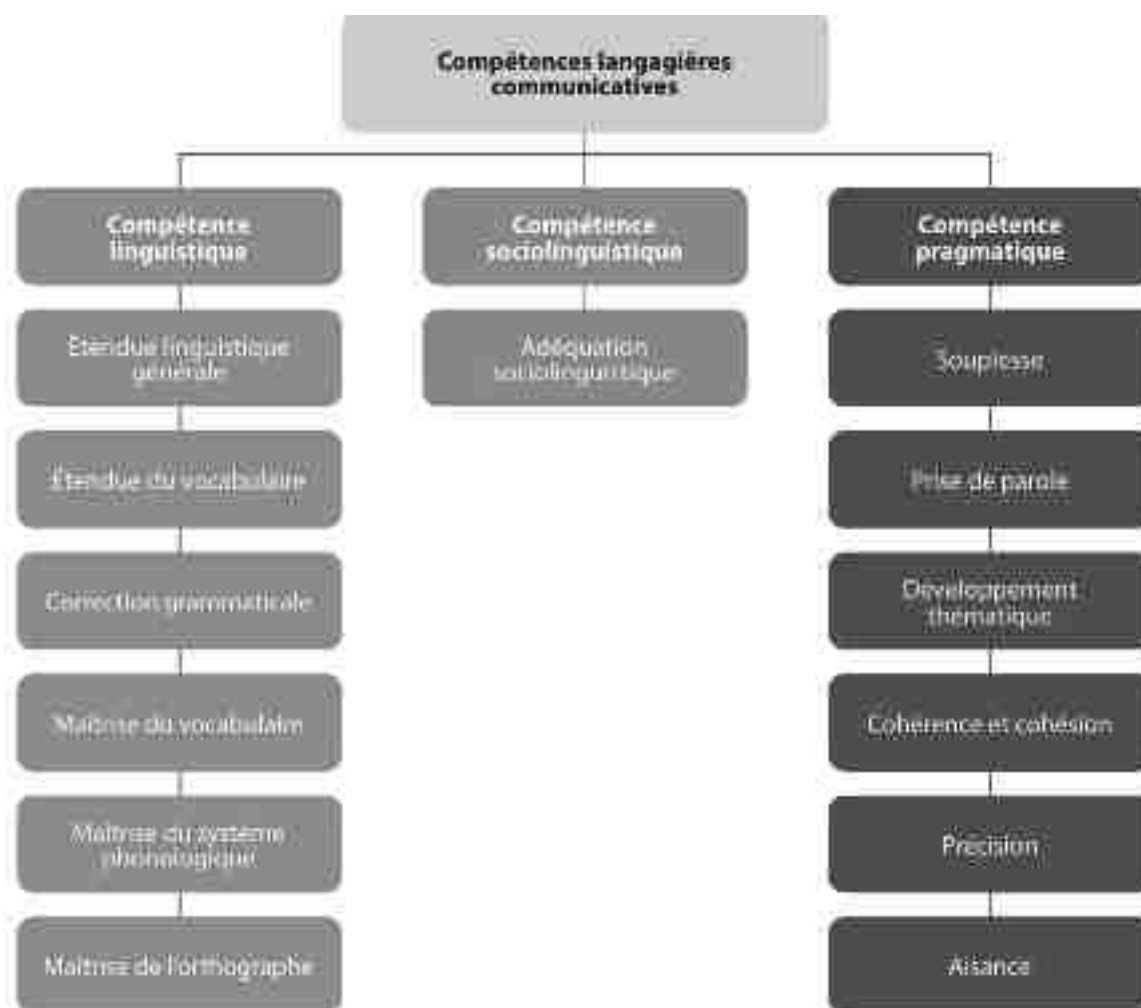 Compétences langagières
communicatives
Compétence
linguistique
Étendue linguistique
générale
Étendue du vocabulaire
Correction grammaticale
Maîtrise du vocabulaire
Maîtrise du système
phonologique
Maîtrise de l'orthographe
Compétence
sociolinguistique
Adéquation
sociolinguistique
Compétence
pragmatique
Souplesse
Prise de parole
Développement
thématique
Cohérence et cohésion
Précision
Aisance